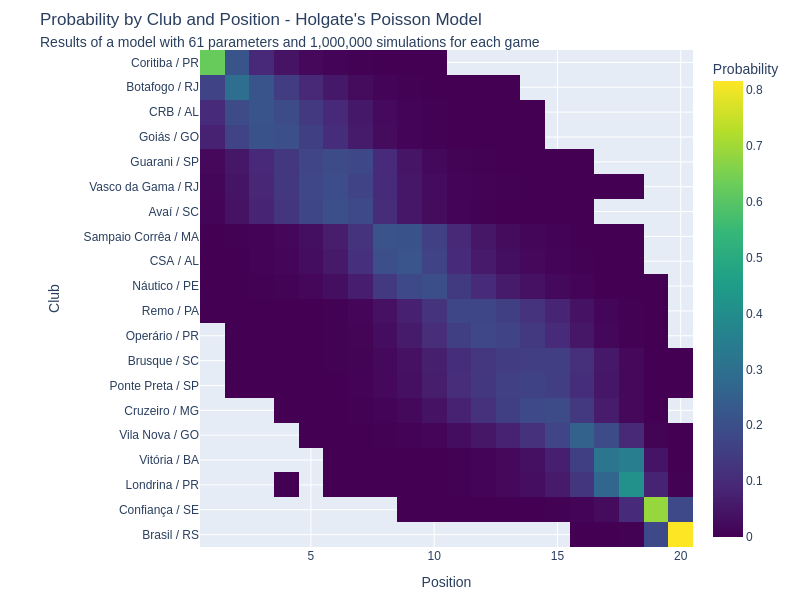 Probability by Club and Position - Holgate's Poisson Model
Results of a model with 61 parameters and 1,000,000 simulations for each game
Probability
Club
Coritiba / PR
Botafogo / RJ
CRB / AL
Goiás / GO
Guarani / SP
Vasco da Gama / RJ
Avaí / SC
Sampaio Corrêa / MA
CSA / AL
Náutico / PE
Remo / PA
Operário / PR
Brusque / SC
Ponte Preta / SP
Cruzeiro / MG
Vila Nova / GO
Vitória / BA
Londrina / PR
Confiança / SE
Brasil / RS
0.8
0.7
0.6
0.5
0.4
0.3
0.2
0.1
0
5 10 15 20
Position